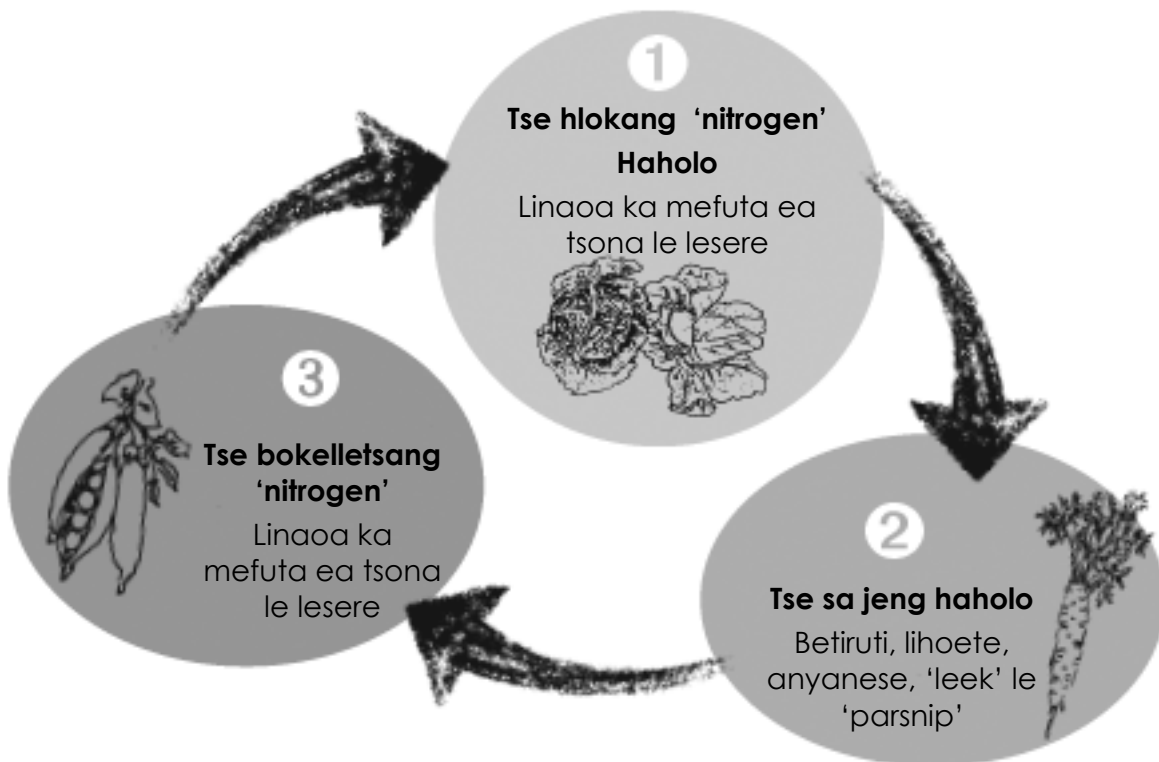 1
Tse hlokang ‘nitrogen’
Haholo
Linaoa ka mefuta ea
tsona le lesere
2
Tse sa jeng haholo
Betiruti, lihoete,
anyanese, ‘leek’ le
‘parsnip’
3
Tse bokelletsang
‘nitrogen’
Linaoa ka
mefuta ea tsona
le lesere